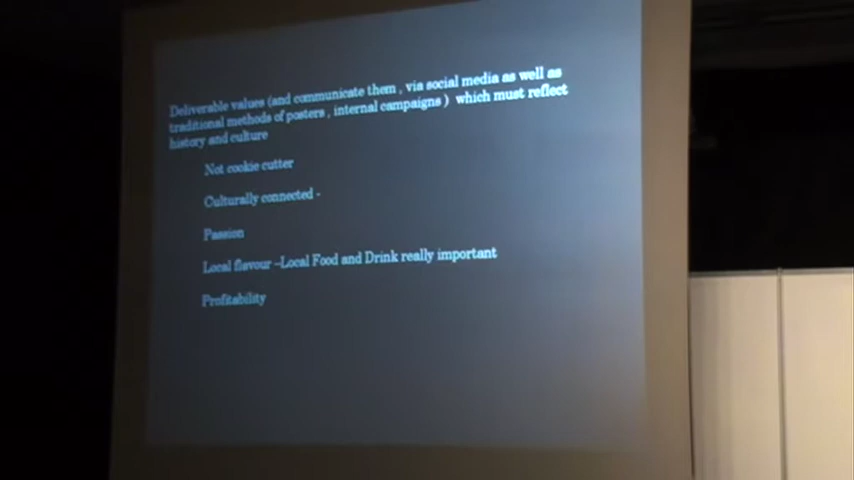 Deliverable values (and communicate them , via social media as well as
traditional methods of posters , internal campaigns ) which must reflect
history and culture
Not cookie cutter
Culturally connected -
Passion
Local flavour –Local Food and Drink really important
Profitability